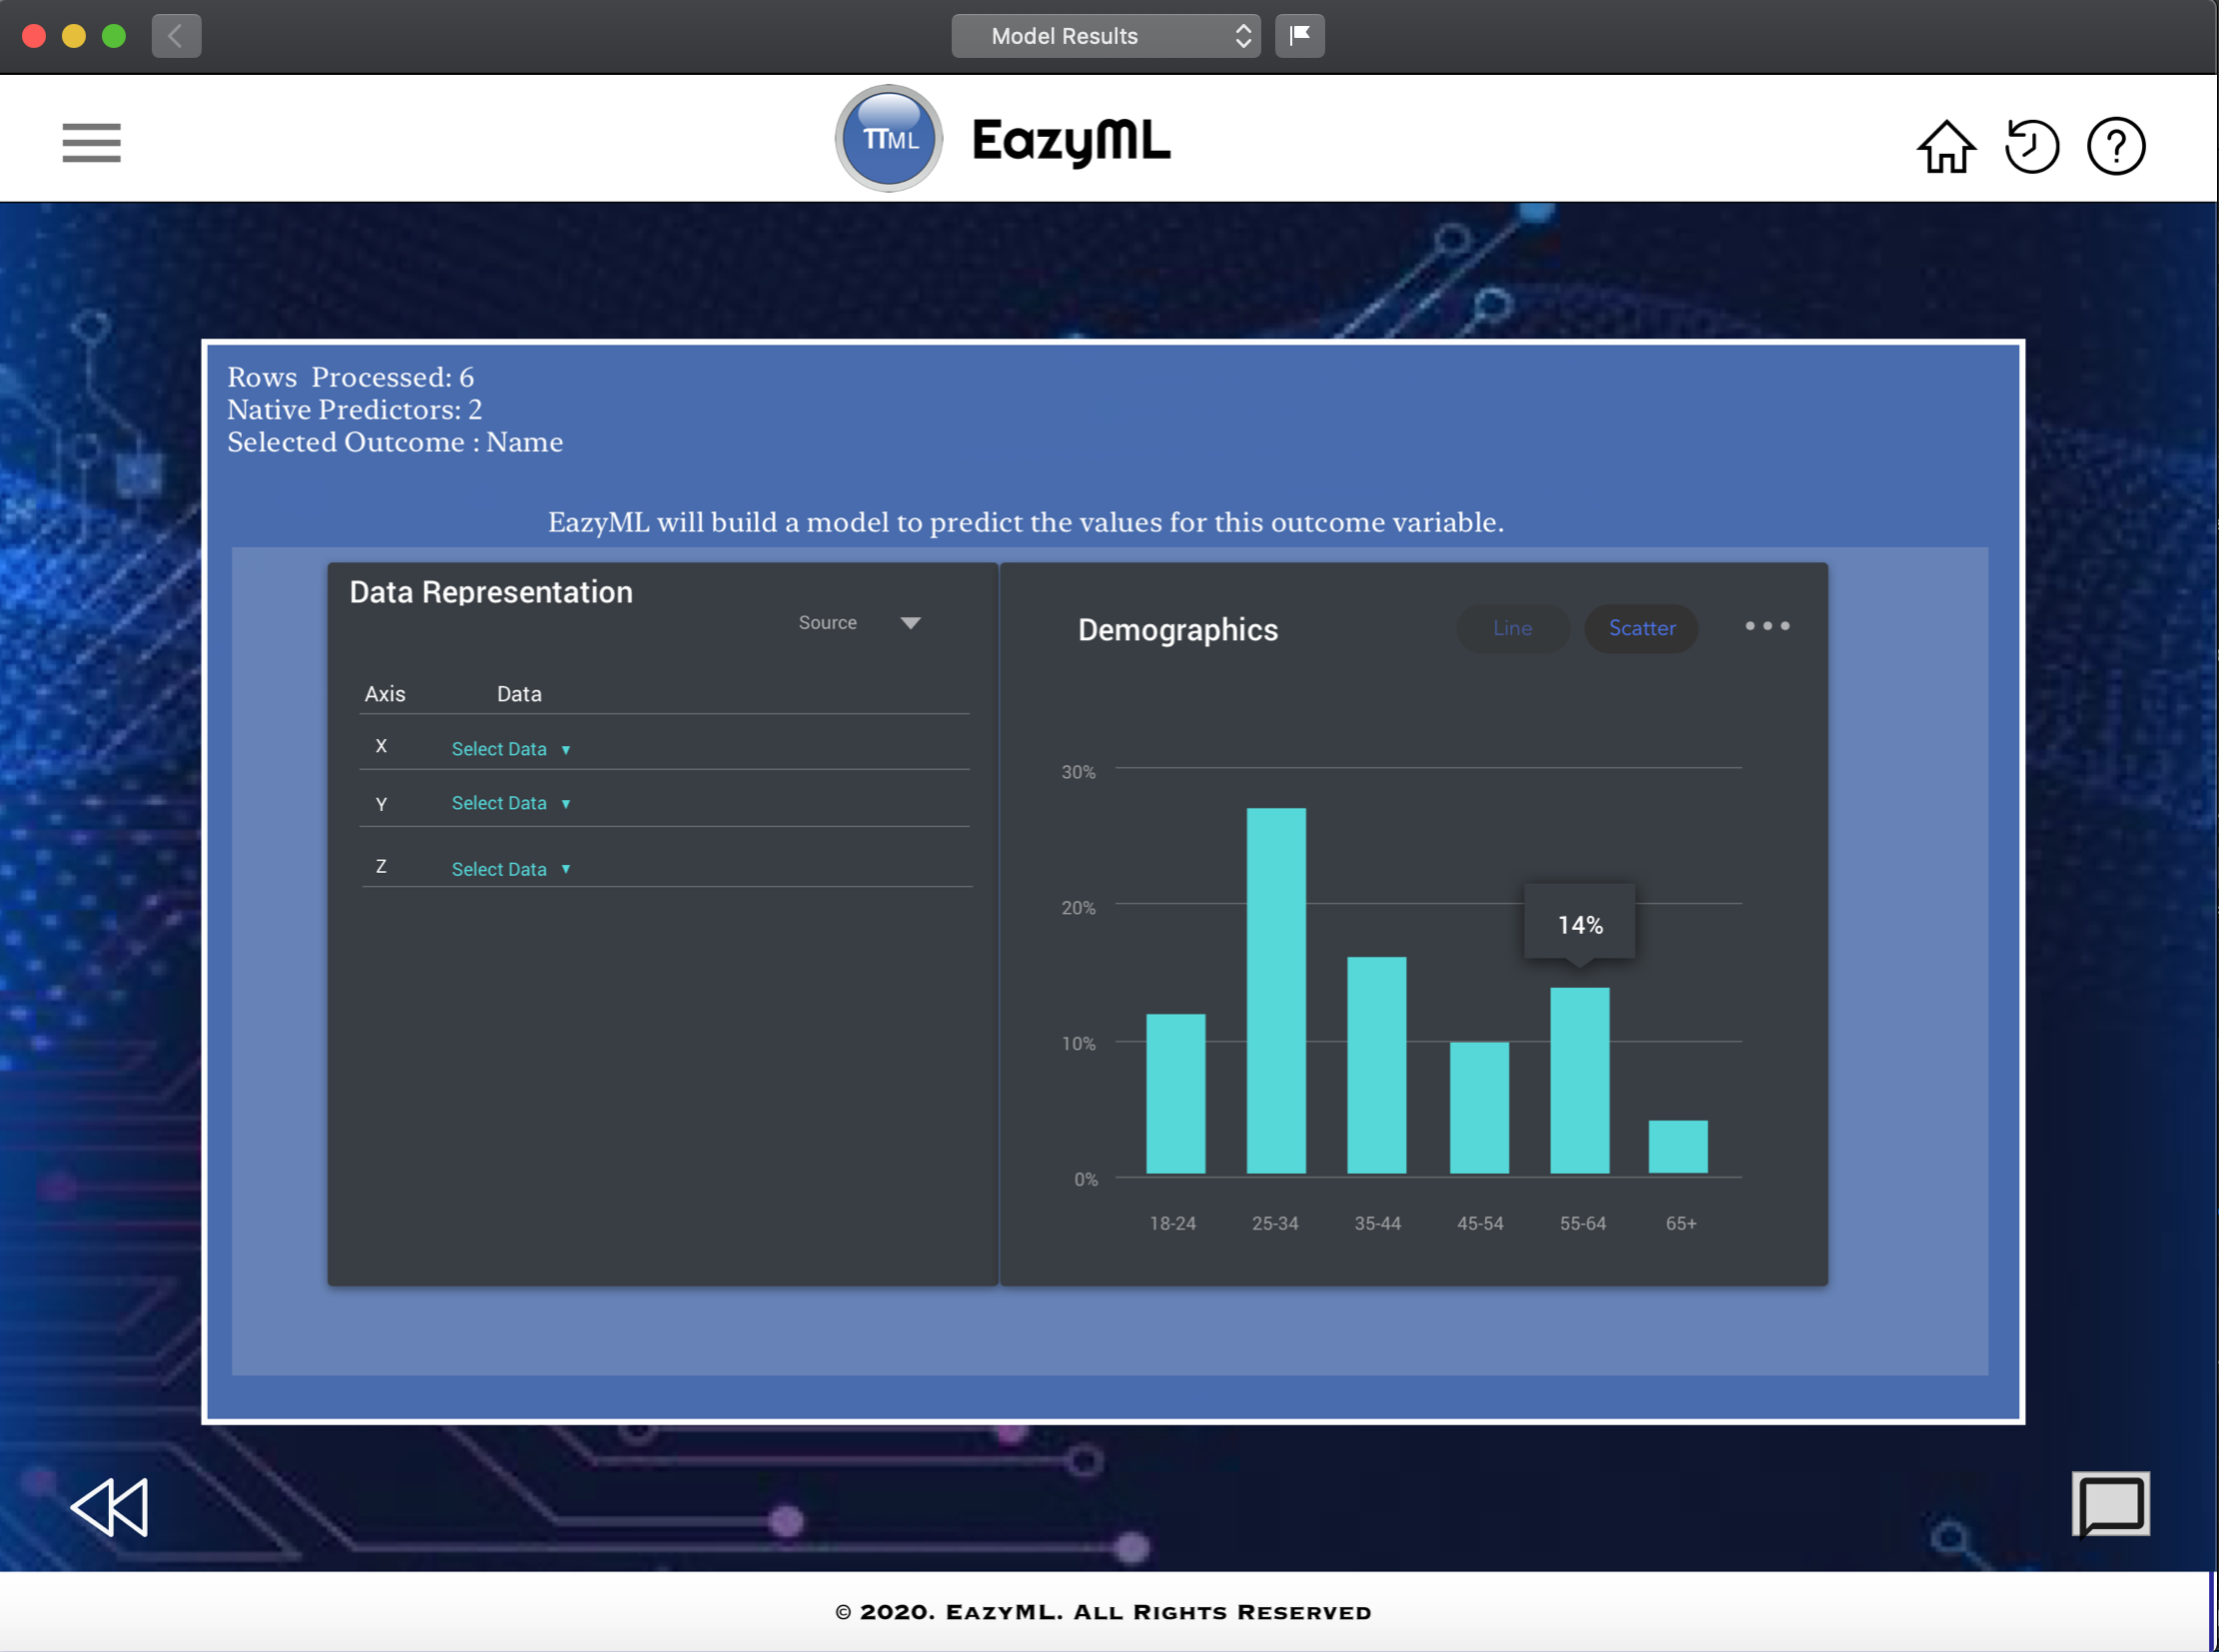 Model Results
πML EazyML
Rows Processed: 6
Native Predictors: 2
Selected Outcome : Name
EazyML will build a model to predict the values for this outcome variable.
Data Representation
Source
Axis Data
X Select Data
Y Select Data
Z Select Data
Demographics
Line Scatter
30%
20%
14%
10%
0%
18-24 25-34 35-44 45-54 55-64 65+
© 2020. EazyML. All Rights Reserved